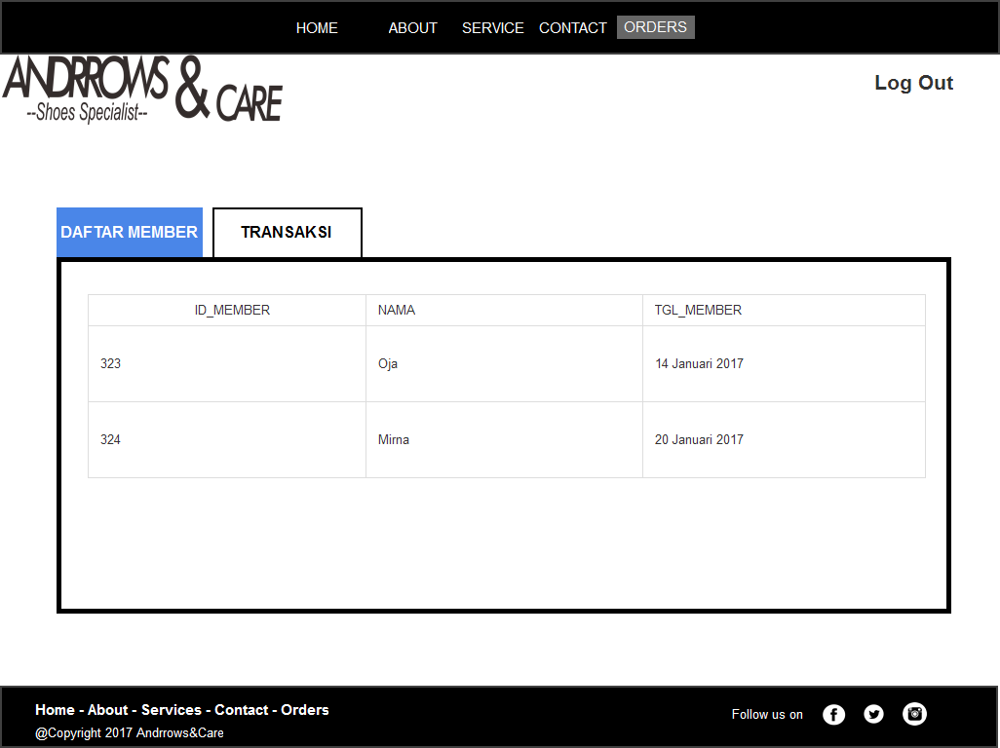 HOME ABOUT SERVICE CONTACT ORDERS
ANDRROWS & CARE
--Shoes Specialist--
Log Out
DAFTAR MEMBER TRANSAKSI
ID_MEMBER NAMA TGL_MEMBER
323 Oja 14 Januari 2017
324 Mirna 20 Januari 2017
Home - About - Services - Contact - Orders
@Copyright 2017 Andrrows&Care
Follow us on